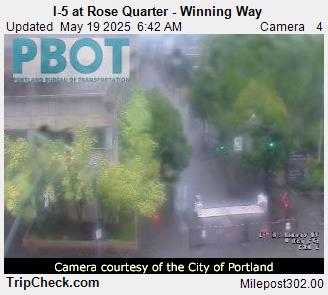 I-5 at Rose Quarter - Winning Way
Updated May 19 2025 6:42 AM Camera 4
PBOT
PORTLAND BUREAU OF TRANSPORTATION
Camera courtesy of the City of Portland
TripCheck.com Milepost302.00